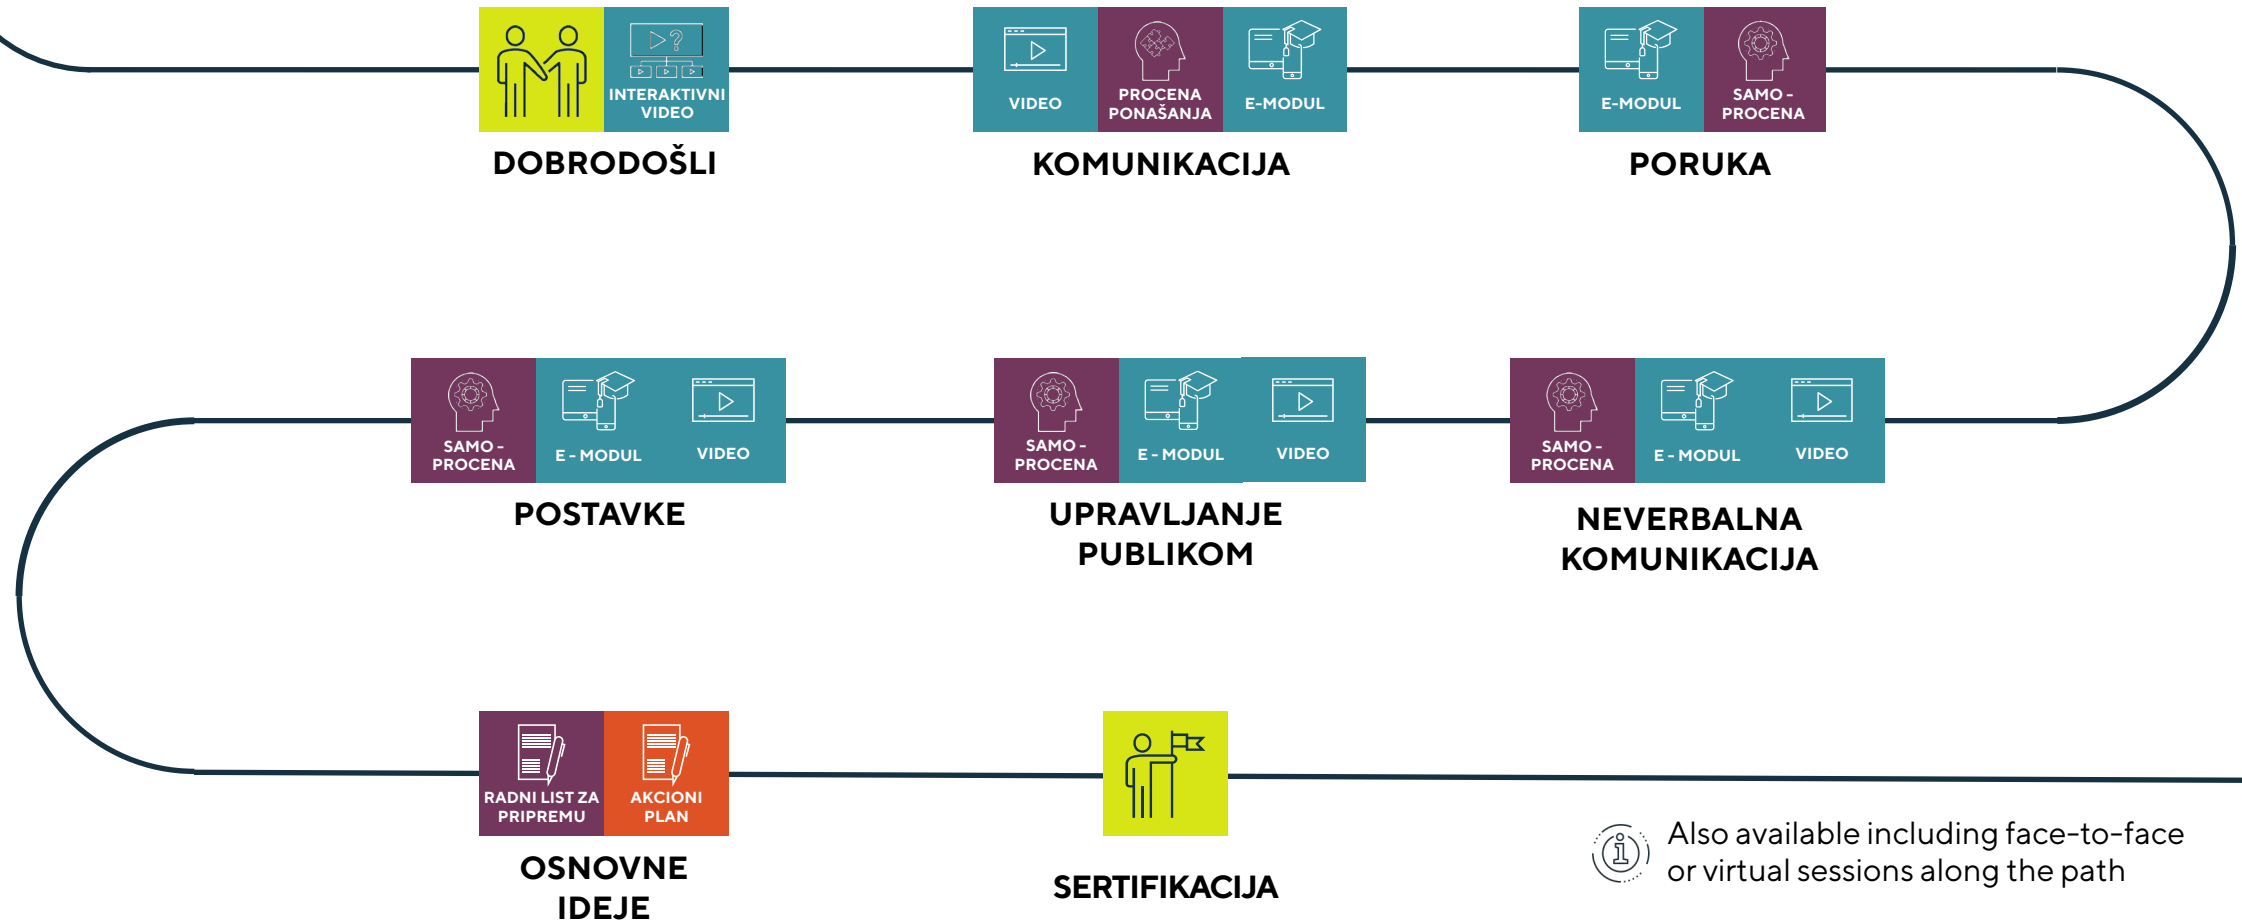 INTERAKTIVNI
VIDEO
DOBRODOŠLI
VIDEO
PROCENA
PONAŠANJA
E-MODUL
KOMUNIKACIJA
E-MODUL
SAMO -
PROCENA
PORUKA
SAMO -
PROCENA
E - MODUL
VIDEO
POSTAVKE
SAMO -
PROCENA
E - MODUL
VIDEO
UPRAVLJANJE
PUBLIKOM
SAMO -
PROCENA
E - MODUL
VIDEO
NEVERBALNA
KOMUNIKACIJA
RADNI LIST ZA
PRIPREMU
AKCIONI
PLAN
OSNOVNE
IDEJE
SERTIFIKACIJA
Also available including face-to-face
or virtual sessions along the path